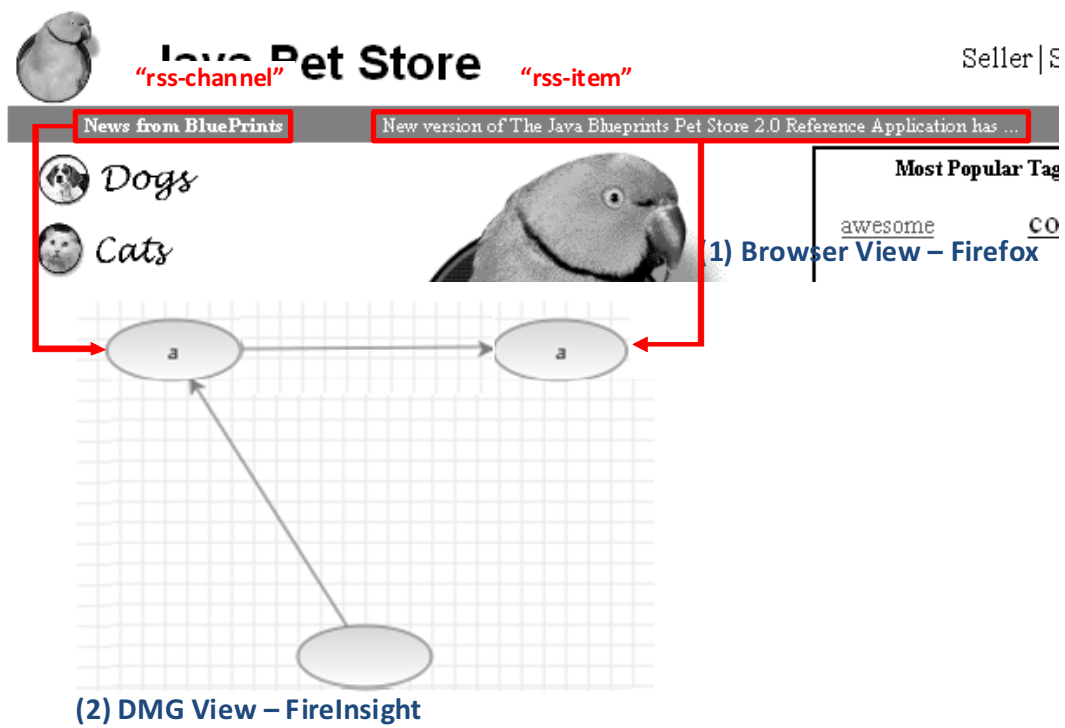 Java Pet Store
Seller|S
"rss-channel"
"rss-item"
News from BluePrints
New version of The Java Blueprints Pet Store 2.0 Reference Application has ...
Dogs
Most Popular Tag
awesome
co
Cats
(1) Browser View – Firefox
a
a
(2) DMG View – FireInsight